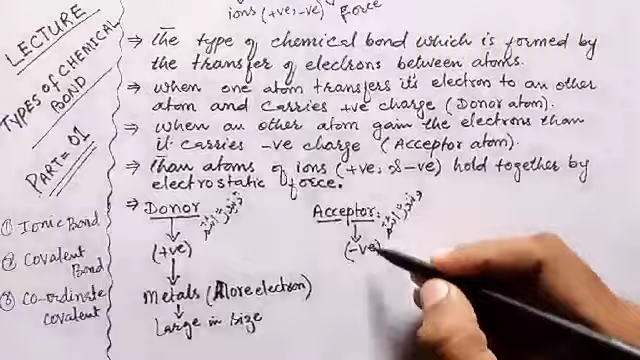 LECTURE
TYPES OF CHEMICAL
BOND
PART= 01
① Ionic Bond
② Covalent
Bond
③ Co-ordinate
covalent
ions (+ve, -ve) force
⇒ The type of chemical bond which is formed by
the transfer of electrons between atoms.
⇒ when one atom transfers it's electron to an other
atom and carries +ve charge (Donor atom).
⇒ when an other atom gain the electrons than
it carries -ve charge (Acceptor atom).
⇒ Than atoms of ions (+ve, & -ve) hold together by
electrostatic force.
⇒ Donor
(+ve)
Metals (More electron)
Large in size
Acceptor:
(-ve)